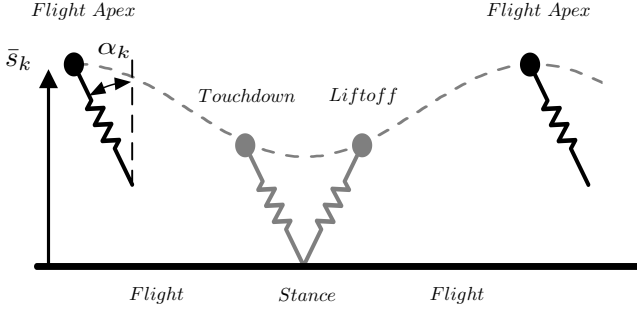 Flight Apex
Flight Apex
s̄ₖ
αₖ
Touchdown
Liftoff
Flight
Stance
Flight